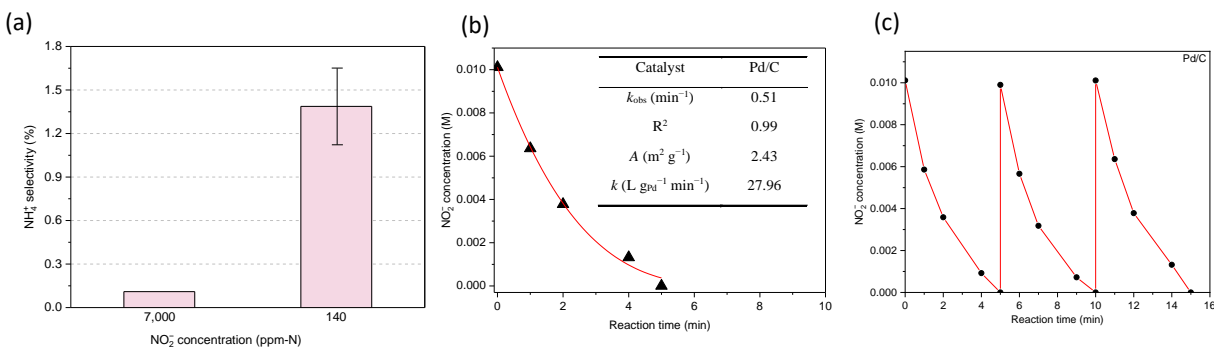 (a)
1.8
1.5
1.2
0.9
0.6
0.3
0.0
NH₄⁺ selectivity (%)
7,000
140
NO₂⁻ concentration (ppm-N)
(b)
0.010
0.008
0.006
0.004
0.002
0.000
NO₂⁻ concentration (M)
Catalyst Pd/C
k_obs (min⁻¹) 0.51
R² 0.99
A (m² g⁻¹) 2.43
k (L g_Pd⁻¹ min⁻¹) 27.96
0 2 4 6 8 10
Reaction time (min)
(c)
Pd/C
0.010
0.008
0.006
0.004
0.002
0.000
NO₂⁻ concentration (M)
0 2 4 6 8 10 12 14 16
Reaction time (min)